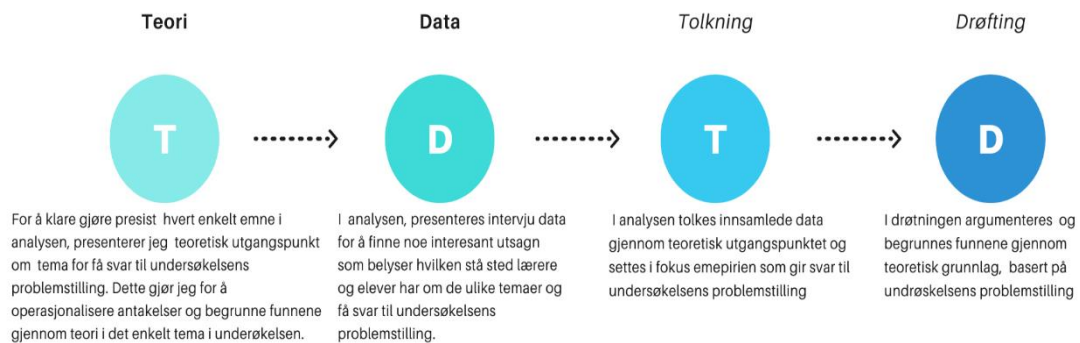 Teori
Data
Tolkning
Drøfting
T
D
T
D
For å klare gjøre presist hvert enkelt emne i
analysen, presenterer jeg teoretisk utgangspunkt
om tema for få svar til undersøkelsens
problemstilling. Dette gjør jeg for å
operasjonalisere antakelser og begrunne funnene
gjennom teori i det enkelt tema i underøkelsen.
I analysen, presenteres intervju data
for å finne noe interessant utsagn
som belyser hvilken stå sted lærere
og elever har om de ulike temaer og
få svar til undersøkelsens
problemstilling.
I analysen tolkes innsamlede data
gjennom teoretisk utgangspunktet og
settes i fokus emepirien som gir svar til
undersøkelsens problemstilling
I drøtningen argumenteres og
begrunnes funnene gjennom
teoretisk grunnlag, basert på
undrøskelsens problemstilling